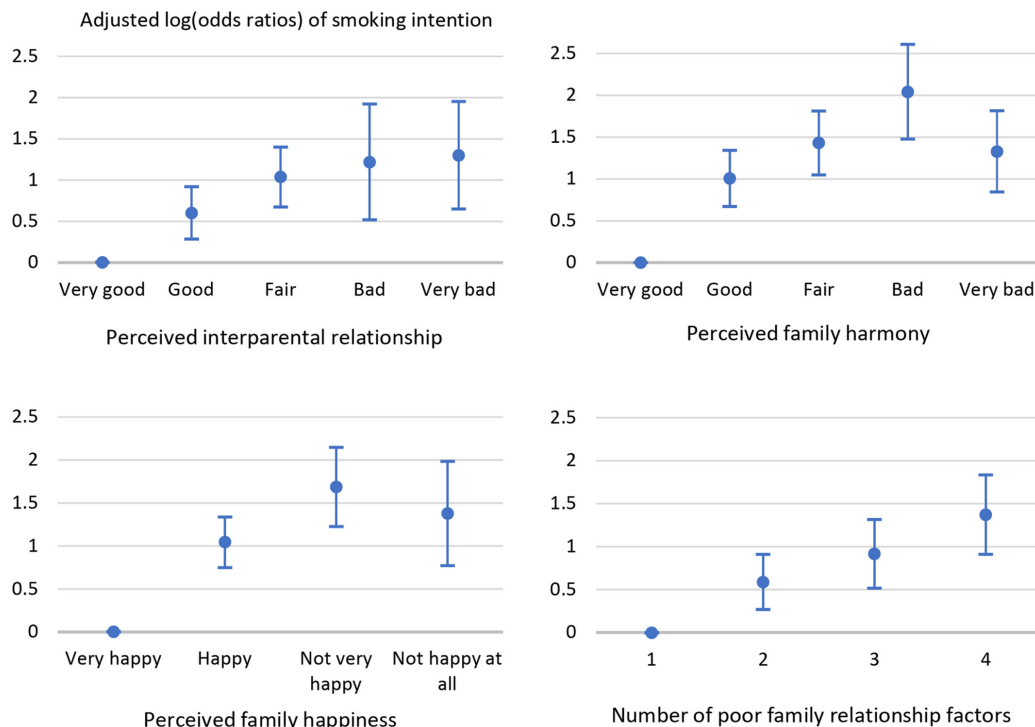 Adjusted log(odds ratios) of smoking intention
2.5
2
1.5
1
0.5
0
Very good Good Fair Bad Very bad
Perceived interparental relationship
2.5
2
1.5
1
0.5
0
Very good Good Fair Bad Very bad
Perceived family harmony
2.5
2
1.5
1
0.5
0
Very happy Happy Not very Not happy at
happy all
Perceived family happiness
2.5
2
1.5
1
0.5
0
1 2 3 4
Number of poor family relationship factors